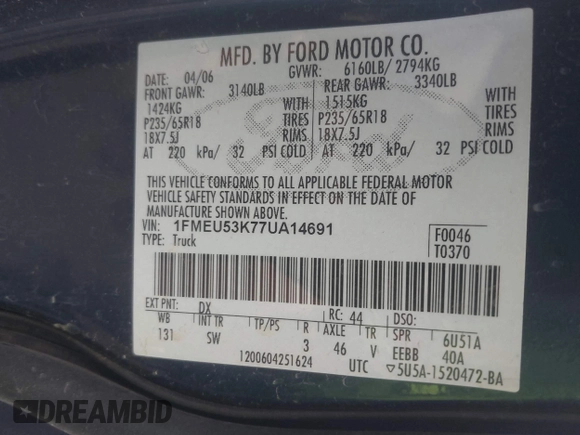 MFD. BY FORD MOTOR CO.
DATE: 04/06 GVWR: 6160LB/ 2794KG
FRONT GAWR: 3140LB REAR GAWR: 3340LB
1424KG WITH 1515KG WITH
P235/65R18 TIRES P235/65R18 TIRES
18X7.5J RIMS 18X7.5J RIMS
AT 220 kPa/ 32 PSI COLD AT 220 kPa/ 32 PSI COLD
THIS VEHICLE CONFORMS TO ALL APPLICABLE FEDERAL MOTOR
VEHICLE SAFETY STANDARDS IN EFFECT ON THE DATE OF
MANUFACTURE SHOWN ABOVE.
VIN: 1FMEU53K77UA14691 F0046
TYPE: Truck T0370
EXT PNT: DX RC: 44 DSO:
WB INT TR TP/PS R AXLE TR SPR 6U51A
131 SW 3 46 V EEBB 40A
1200604251624 UTC ▽5U5A-1520472-BA
Ford
DREAMBID